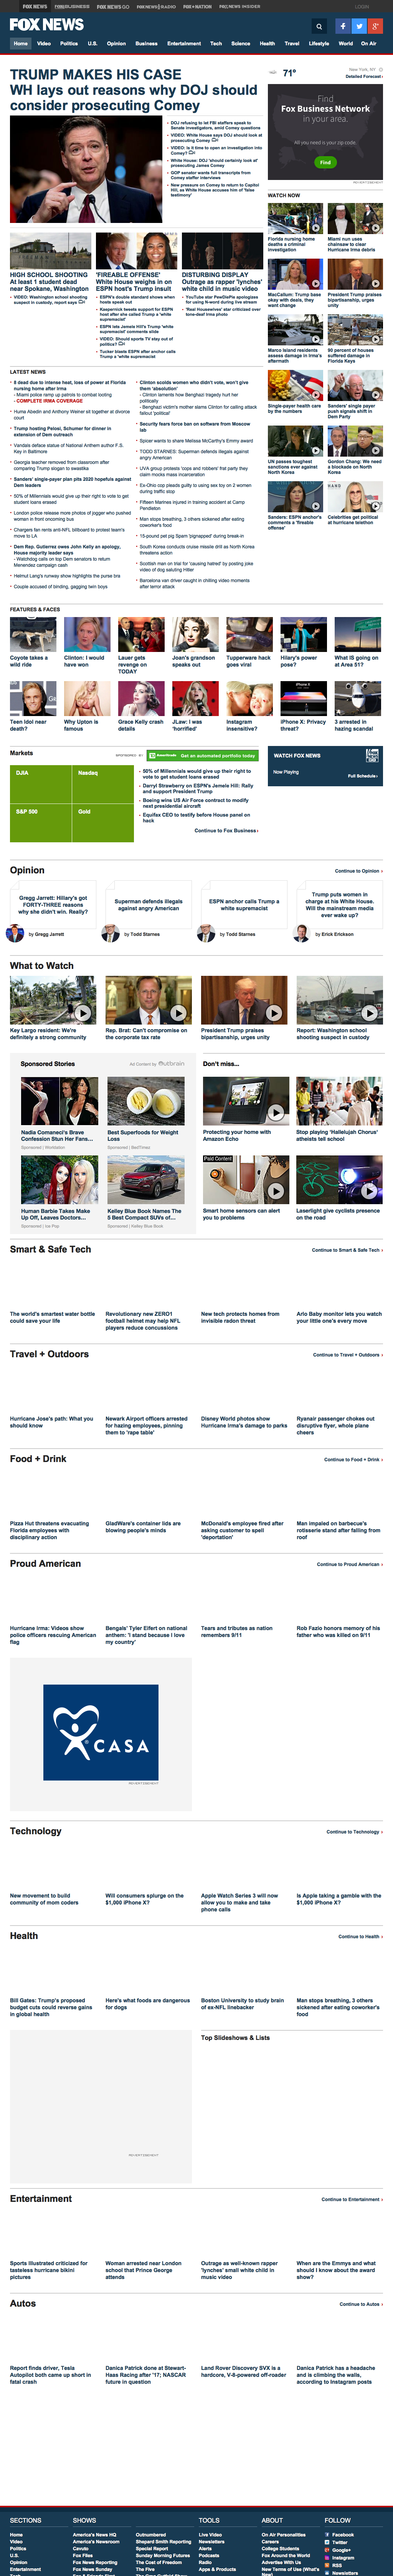 FOX NEWS
FOX BUSINESS
FOX NEWS GO
FOX NEWS RADIO
FOX NATION
FOX NEWS INSIDER
LOGIN
FOX NEWS
Home
Video
Politics
U.S.
Opinion
Business
Entertainment
Tech
Science
Health
Travel
Lifestyle
World
On Air
TRUMP MAKES HIS CASE
WH lays out reasons why DOJ should
consider prosecuting Comey
DOJ refusing to let FBI staffers speak to
Senate investigators, amid Comey questions
VIDEO: White House says DOJ should look at
prosecuting Comey
VIDEO: Is it time to open an investigation into
Comey?
White House: DOJ 'should certainly look at'
prosecuting James Comey
GOP senator wants full transcripts from
Comey staffer interviews
New pressure on Comey to return to Capitol
Hill, as White House accuses him of 'false
testimony'
HIGH SCHOOL SHOOTING
At least 1 student dead
near Spokane, Washington
VIDEO: Washington school shooting
suspect in custody, report says
'FIREABLE OFFENSE'
White House weighs in on
ESPN host's Trump insult
ESPN's double standard shows when
hosts speak out
Kaepernick tweets support for ESPN
host after she called Trump a 'white
supremacist'
ESPN lets Jemele Hill's Trump 'white
supremacist' comments slide
VIDEO: Should sports TV stay out of
politics?
Tucker blasts ESPN after anchor calls
Trump a 'white supremacist'
DISTURBING DISPLAY
Outrage as rapper 'lynches'
white child in music video
YouTube star PewDiePie apologizes
for using N-word during live stream
'Real Housewives' star criticized over
tone-deaf Irma photo
71°
New York, NY
Detailed Forecast
Find
Fox Business Network
in your area.
All you need is your zip code.
Find
ADVERTISEMENT
WATCH NOW
Florida nursing home
deaths a criminal
investigation
Miami nun uses
chainsaw to clear
Hurricane Irma debris
MacCallum: Trump base
okay with deals, they
want change
President Trump praises
bipartisanship, urges
unity
Marco Island residents
assess damage in Irma's
aftermath
90 percent of houses
suffered damage in
Florida Keys
Single-payer health care
by the numbers
Sanders' single payer
push signals shift in
Dem Party
UN passes toughest
sanctions ever against
North Korea
Gordon Chang: We need
a blockade on North
Korea
Sanders: ESPN anchor's
comments a 'fireable
offense'
Celebrities get political
at hurricane telethon
LATEST NEWS
8 dead due to intense heat, loss of power at Florida
nursing home after Irma
- Miami police ramp up patrols to combat looting
- COMPLETE IRMA COVERAGE
Huma Abedin and Anthony Weiner sit together at divorce
court
Trump hosting Pelosi, Schumer for dinner in
extension of Dem outreach
Vandals deface statue of National Anthem author F.S.
Key in Baltimore
Georgia teacher removed from classroom after
comparing Trump slogan to swastika
Sanders' single-payer plan pits 2020 hopefuls against
Dem leaders
50% of Millennials would give up their right to vote to get
student loans erased
London police release more photos of jogger who pushed
women in front oncoming bus
Chargers fan rents anti-NFL billboard to protest team's
move to LA
Dem Rep. Gutierrez owes John Kelly an apology,
House majority leader says
- Watchdog calls on top Dem senators to return
Menendez campaign cash
Helmut Lang's runway show highlights the purse bra
Couple accused of binding, gagging twin boys
Clinton scolds women who didn't vote, won't give
them 'absolution'
- Clinton laments how Benghazi 'tragedy' hurt her
politically
- Benghazi victim's mother slams Clinton for calling attack
fallout 'political'
Security fears force ban on software from Moscow
lab
Spicer wants to share Melissa McCarthy's Emmy award
TODD STARNES: Superman defends illegals against
angry American
UVA group protests 'cops and robbers' frat party they
claim mocks mass incarceration
Ex-Ohio cop pleads guilty to using sex toy on 2 women
during traffic stop
Fifteen Marines injured in training accident at Camp
Pendleton
Man stops breathing, 3 others sickened after eating
coworker's food
15-pound pet pig Spam 'pignapped' during break-in
South Korea conducts cruise missile drill as North Korea
threatens action
Scottish man on trial for 'causing hatred' by posting joke
video of dog saluting Hitler
Barcelona van driver caught in chilling video moments
after terror attack
FEATURES & FACES
Coyote takes a
wild ride
Clinton: I would
have won
Lauer gets
revenge on
TODAY
Joan's grandson
speaks out
Tupperware hack
goes viral
Hilary's power
pose?
What IS going on
at Area 51?
Teen Idol near
death?
Why Upton is
famous
Grace Kelly crash
details
JLaw: I was
'horrified'
Instagram
insensitive?
iPhone X: Privacy
threat?
3 arrested in
hazing scandal
Markets
SPONSORED BY
Get an automated portfolio today
DJIA
Nasdaq
S&P 500
Gold
50% of Millennials would give up their right to
vote to get student loans erased
Darryl Strawberry on ESPN's Jemele Hill: Rally
and support President Trump
Boeing wins US Air Force contract to modify
next presidential aircraft
Equifax CEO to testify before House panel on
hack
Continue to Fox Business
WATCH FOX NEWS
Now Playing
Full Schedule
Opinion
Continue to Opinion
Gregg Jarrett: Hillary's got
FORTY-THREE reasons
why she didn't win. Really?
by Gregg Jarrett
Superman defends illegals
against angry American
by Todd Starnes
ESPN anchor calls Trump a
white supremacist
by Todd Starnes
Trump puts women in
charge at his White House.
Will the mainstream media
ever wake up?
by Erick Erickson
What to Watch
Key Largo resident: We're
definitely a strong community
Rep. Brat: Can't compromise on
the corporate tax rate
President Trump praises
bipartisanship, urges unity
Report: Washington school
shooting suspect in custody
Sponsored Stories
Ad Content by Outbrain
Nadia Comaneci's Brave
Confession Stun Her Fans...
Sponsored | Worldation
Best Superfoods for Weight
Loss
Sponsored | RenTimes
Human Barbie Takes Make
Up Off, Leaves Doctors...
Sponsored | Ice Pop
Kelley Blue Book Names The
5 Best Compact SUVs of...
Sponsored | Kelley Blue Book
Don't miss...
Protecting your home with
Amazon Echo
Stop playing 'Hallelujah Chorus'
atheists tell school
Paid Content
Smart home sensors can alert
you to problems
Laserlight give cyclists presence
on the road
Smart & Safe Tech
Continue to Smart & Safe Tech
The world's smartest water bottle
could save your life
Revolutionary new ZERO1
football helmet may help NFL
players reduce concussions
New tech protects homes from
invisible radon threat
Arlo Baby monitor lets you watch
your little one's every move
Travel + Outdoors
Continue to Travel + Outdoors
Hurricane Jose's path: What you
should know
Newark Airport officers arrested
for hazing employees, pinning
them to 'rape table'
Disney World photos show
Hurricane Irma's damage to parks
Ryanair passenger chokes out
disruptive flyer, whole plane
cheers
Food + Drink
Continue to Food + Drink
Pizza Hut threatens evacuating
Florida employees with
disciplinary action
GladWare's container lids are
blowing people's minds
McDonald's employee fired after
asking customer to spell
'deportation'
Man impaled on barbecue's
rotisserie stand after falling from
roof
Proud American
Continue to Proud American
Hurricane Irma: Videos show
police officers rescuing American
flag
Bengals' Tyler Eifert on national
anthem: 'I stand because I love
my country'
Tears and tributes as nation
remembers 9/11
Rob Fazio honors memory of his
father who was killed on 9/11
CASA
ADVERTISEMENT
Technology
Continue to Technology
New movement to build
community of mom coders
Will consumers splurge on the
$1,000 iPhone X?
Apple Watch Series 3 will now
allow you to make and take
phone calls
Is Apple taking a gamble with the
$1,000 iPhone X?
Health
Continue to Health
Bill Gates: Trump's proposed
budget cuts could reverse gains
in global health
Here's what foods are dangerous
for dogs
Boston University to study brain
of ex-NFL linebacker
Man stops breathing, 3 others
sickened after eating coworker's
food
Top Slideshows & Lists
ADVERTISEMENT
Entertainment
Continue to Entertainment
Sports Illustrated criticized for
tasteless hurricane bikini
pictures
Woman arrested near London
school that Prince George
attends
Outrage as well-known rapper
'lynches' small white child in
music video
When are the Emmys and what
should I know about the award
show?
Autos
Continue to Autos
Report finds driver, Tesla
Autopilot both came up short in
fatal crash
Danica Patrick done at Stewart-
Haas Racing after '17; NASCAR
future in question
Land Rover Discovery SVX is a
hardcore, V-8-powered off-roader
Danica Patrick has a headache
and is climbing the walls,
according to Instagram posts
SECTIONS
Home
Video
Politics
U.S.
Opinion
Entertainment
Tech
SHOWS
America's News HQ
America's Newsroom
Cavuto
Fox Files
Fox News Reporting
Fox News Sunday
Fox & Friends First
Outnumbered
Shepard Smith Reporting
Special Report
Sunday Morning Futures
The Cost of Freedom
The Five
TOOLS
Live Video
Newsletters
Alerts
Podcasts
Radio
Apps & Products
ABOUT
On Air Personalities
Careers
College Students
Fox Around the World
Advertise With Us
New Terms of Use (What's
New)
FOLLOW
Facebook
Twitter
Google+
Instagram
RSS
Newsletters